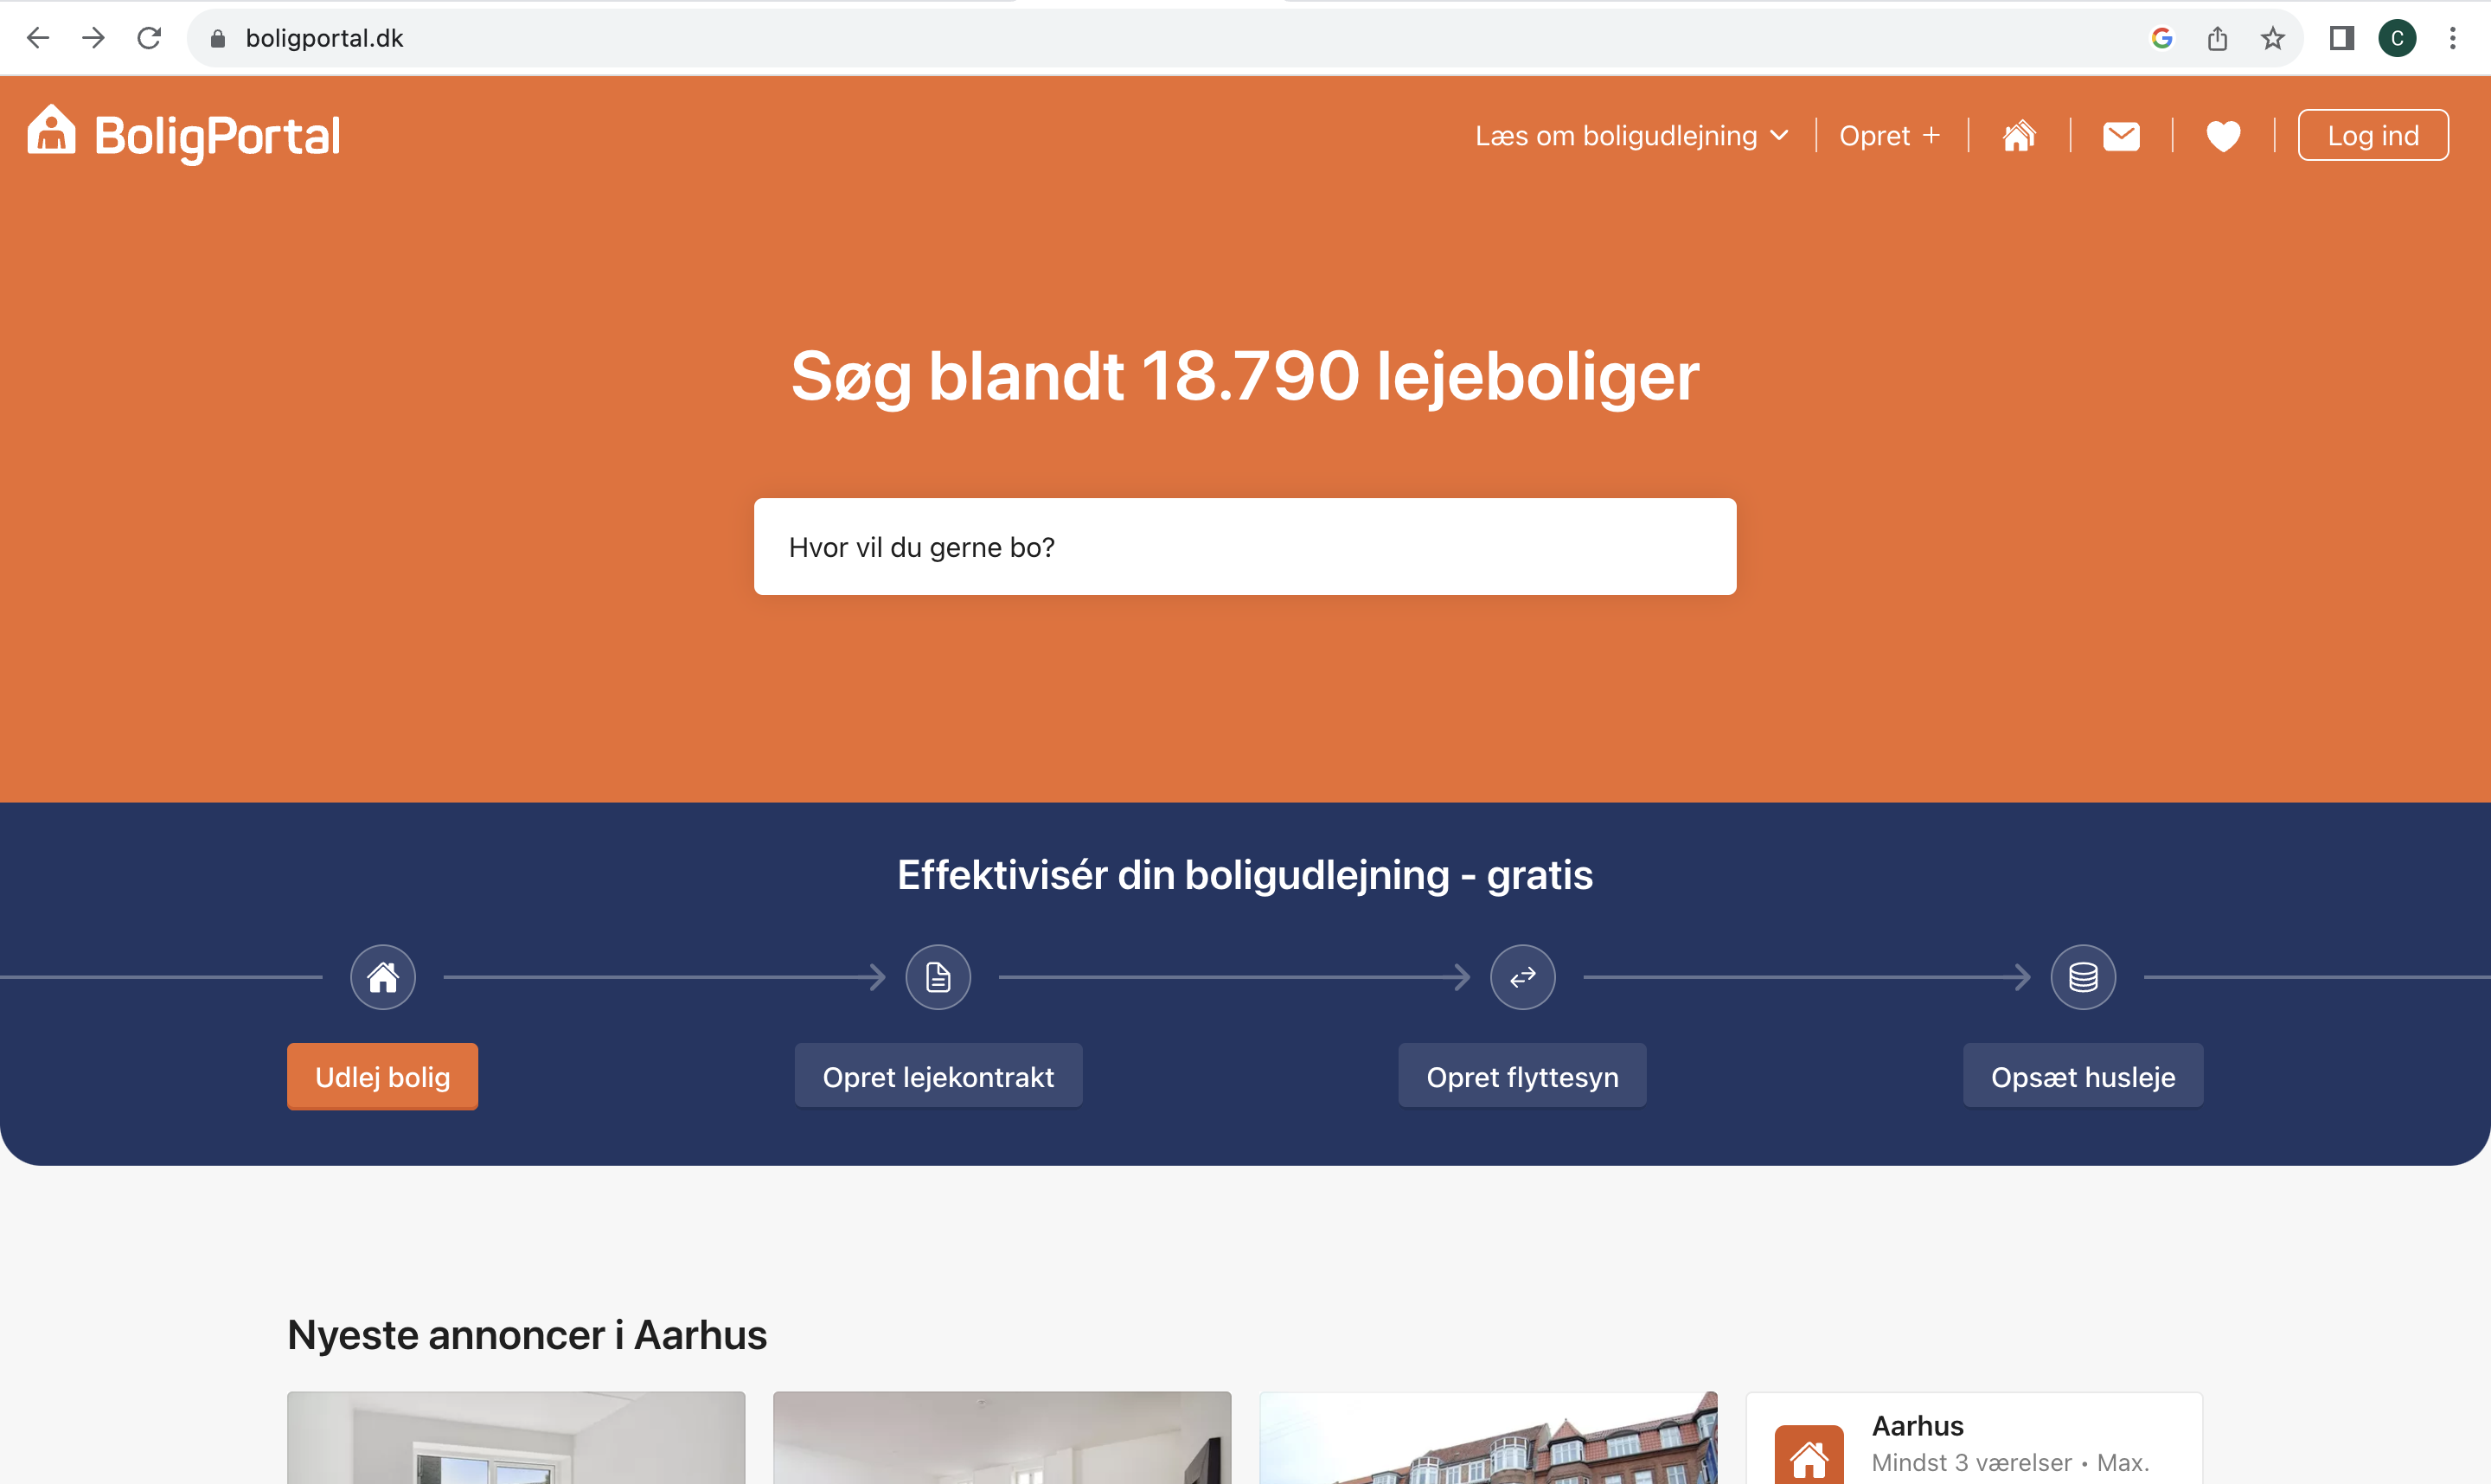 boligportal.dk
C
BoligPortal
Læs om boligudlejning
Opret +
Log ind
Søg blandt 18.790 lejeboliger
Hvor vil du gerne bo?
Effektivisér din boligudlejning - gratis
Udlej bolig
Opret lejekontrakt
Opret flyttesyn
Opsæt husleje
Nyeste annoncer i Aarhus
Aarhus
Mindst 3 værelser • Max.